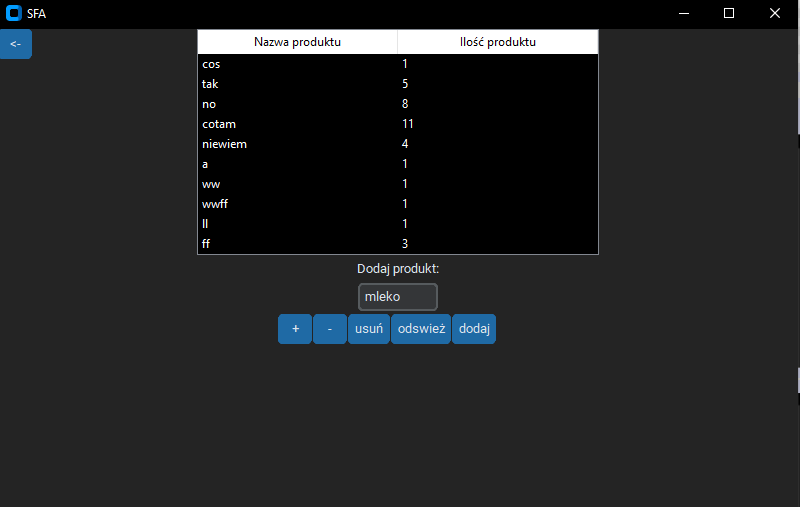 SFA
<-
Nazwa produktu Ilość produktu
cos 1
tak 5
no 8
cotam 11
niewiem 4
a 1
ww 1
wwff 1
ll 1
ff 3
Dodaj produkt:
mleko
+ - usuń odswież dodaj